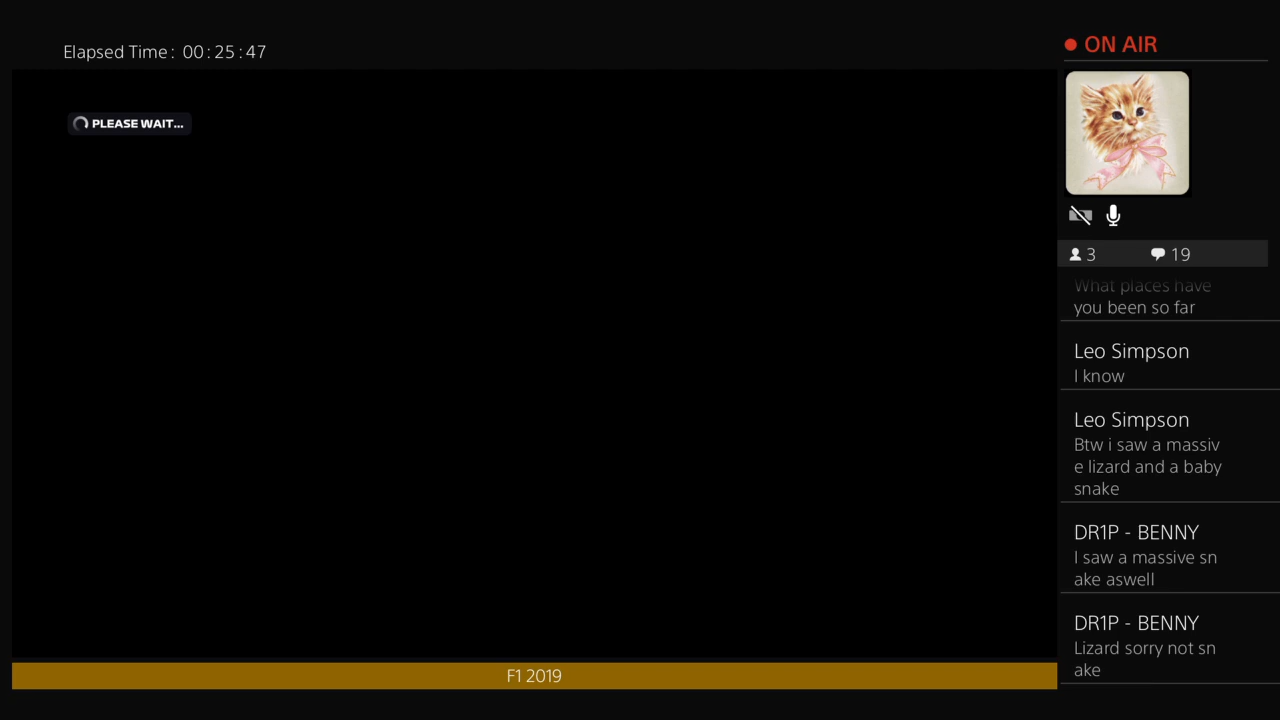 Elapsed Time: 00:25:47
ON AIR
PLEASE WAIT...
3 19
What places have
you been so far
Leo Simpson
I know
Leo Simpson
Btw i saw a massiv
e lizard and a baby
snake
DR1P - BENNY
I saw a massive sn
ake aswell
DR1P - BENNY
Lizard sorry not sn
ake
F1 2019